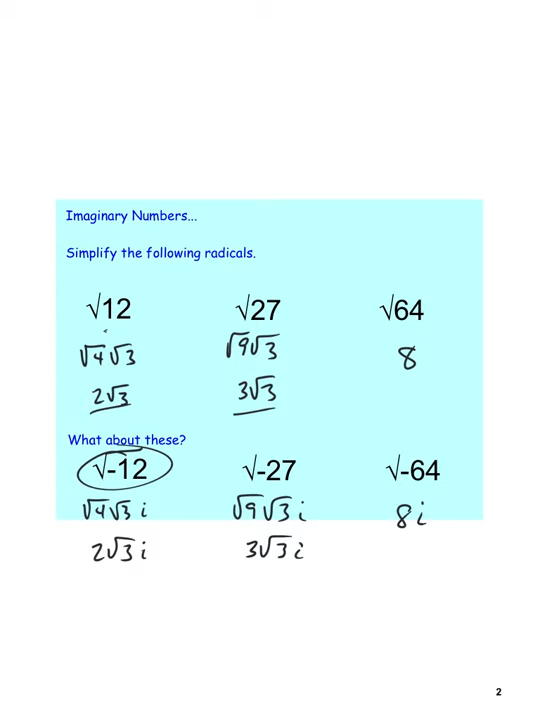 Imaginary Numbers...
Simplify the following radicals.
√12 √27 √64
√4√3 √9√3 8
2√3 3√3
What about these?
√-12 √-27 √-64
√4√3 i √9√3 i 8i
2√3 i 3√3 i
2